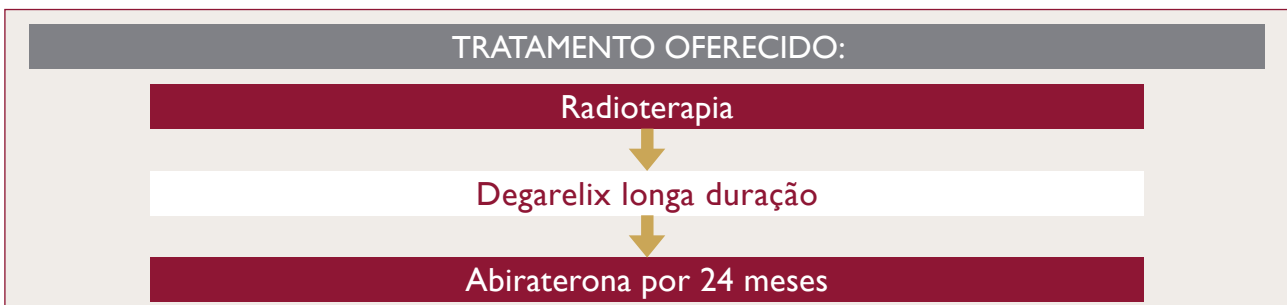 TRATAMENTO OFERECIDO:
Radioterapia
Degarelix longa duração
Abiraterona por 24 meses